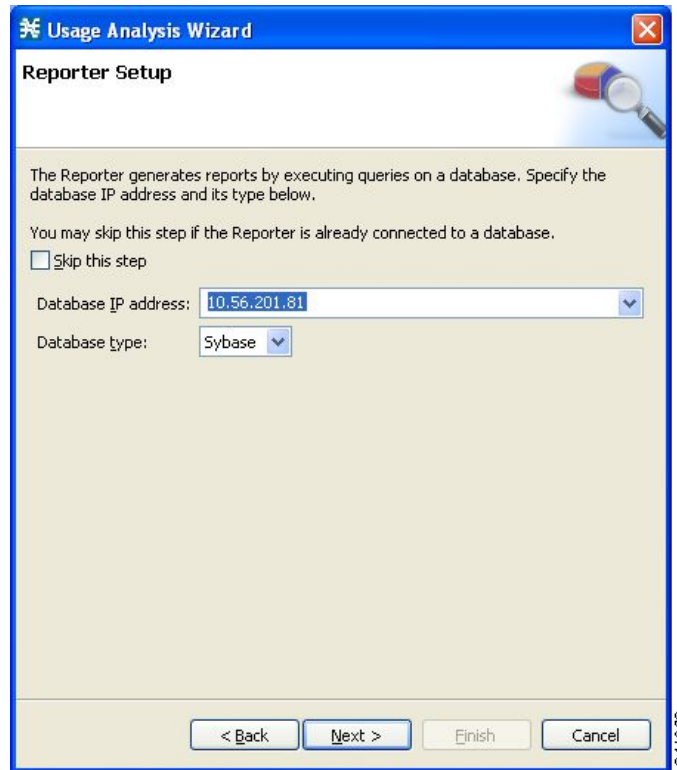 Usage Analysis Wizard
Reporter Setup
The Reporter generates reports by executing queries on a database. Specify the
database IP address and its type below.
You may skip this step if the Reporter is already connected to a database.
Skip this step
Database IP address: 10.56.201.81
Database type: Sybase
< Back Next > Finish Cancel